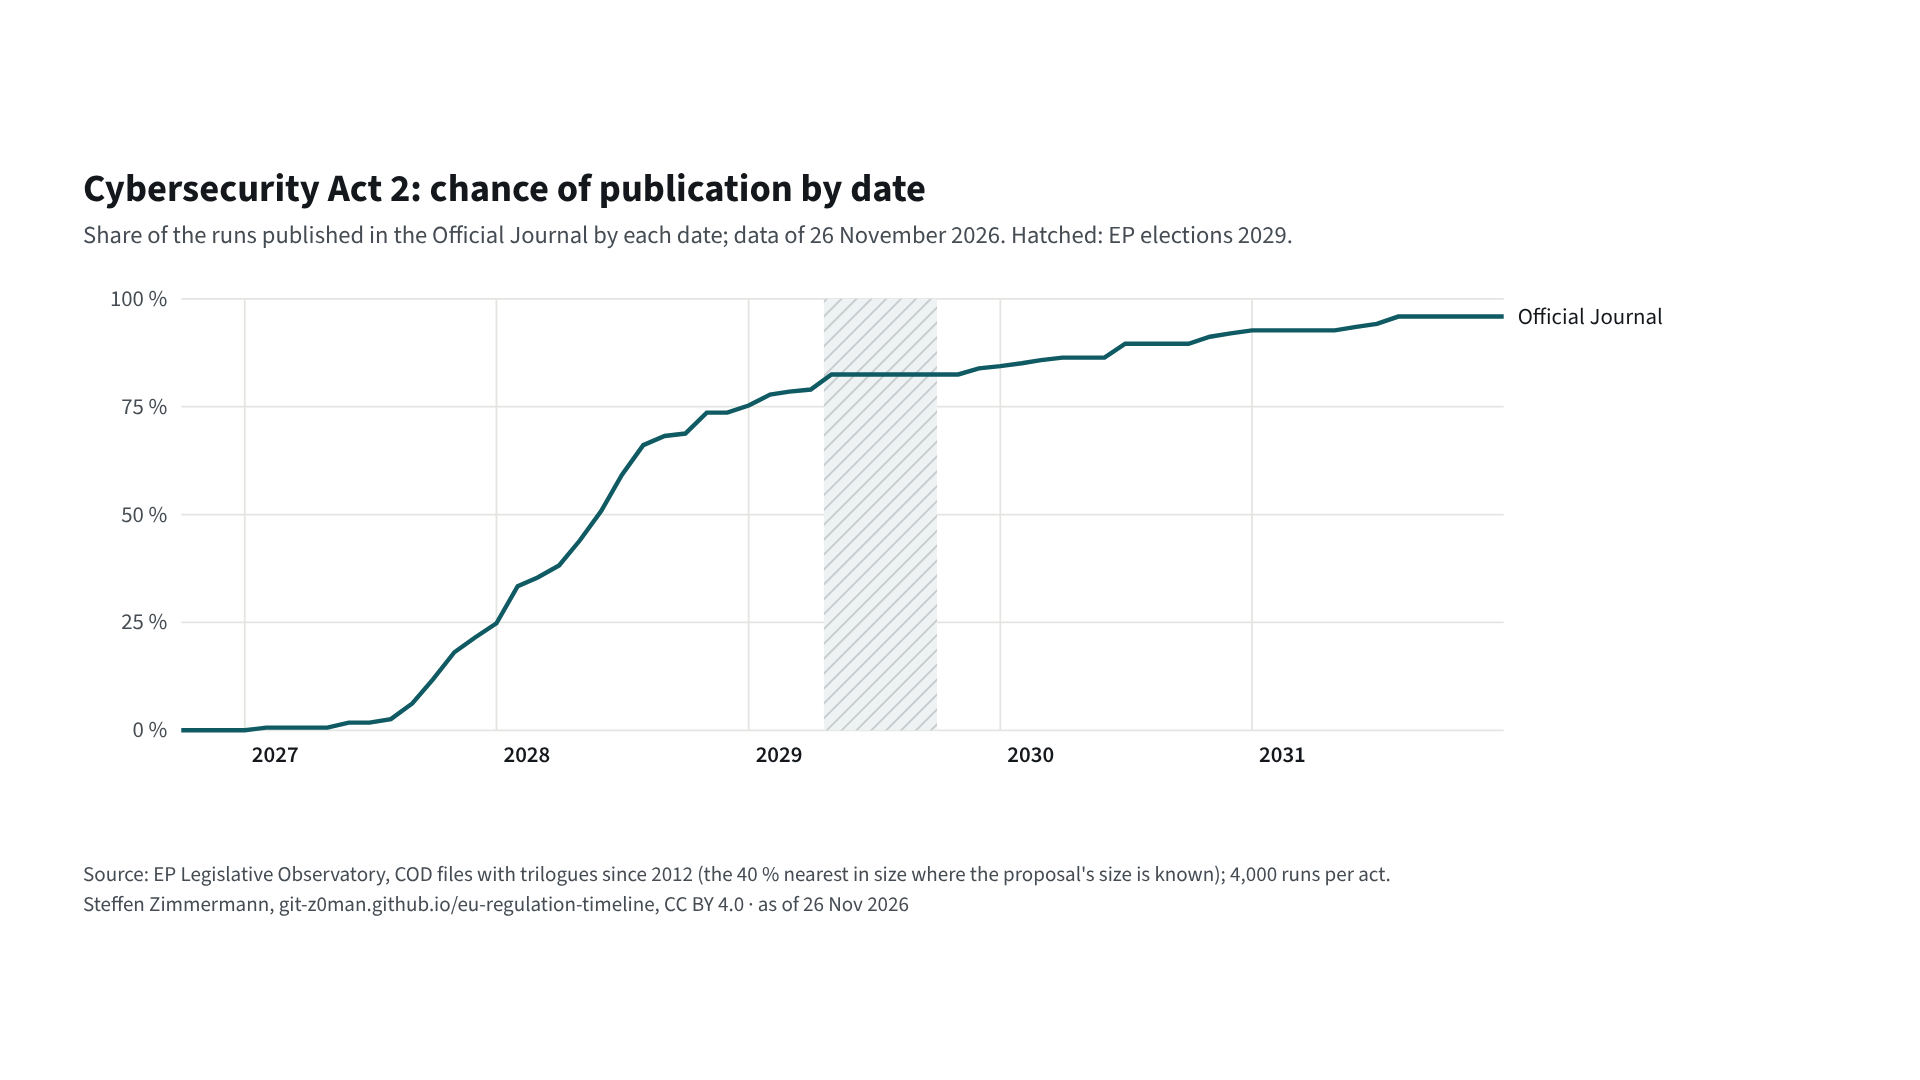 Cybersecurity Act 2: chance of publication by date
Share of the runs published in the Official Journal by each date; data of 26 November 2026. Hatched: EP elections 2029.
100 %
Official Journal
75 %
50 %
25 %
0 %
2027 2028 2029 2030 2031
Source: EP Legislative Observatory, COD files with trilogues since 2012 (the 40 % nearest in size where the proposal's size is known); 4,000 runs per act.
Steffen Zimmermann, git-z0man.github.io/eu-regulation-timeline, CC BY 4.0 · as of 26 Nov 2026